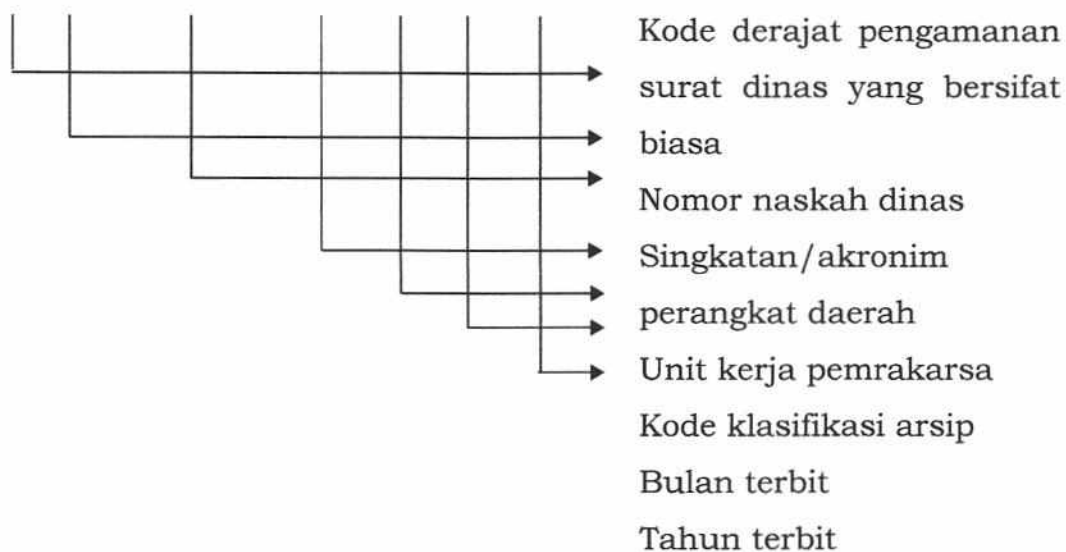 Kode derajat pengamanan
surat dinas yang bersifat
biasa
Nomor naskah dinas
Singkatan/akronim
perangkat daerah
Unit kerja pemrakarsa
Kode klasifikasi arsip
Bulan terbit
Tahun terbit